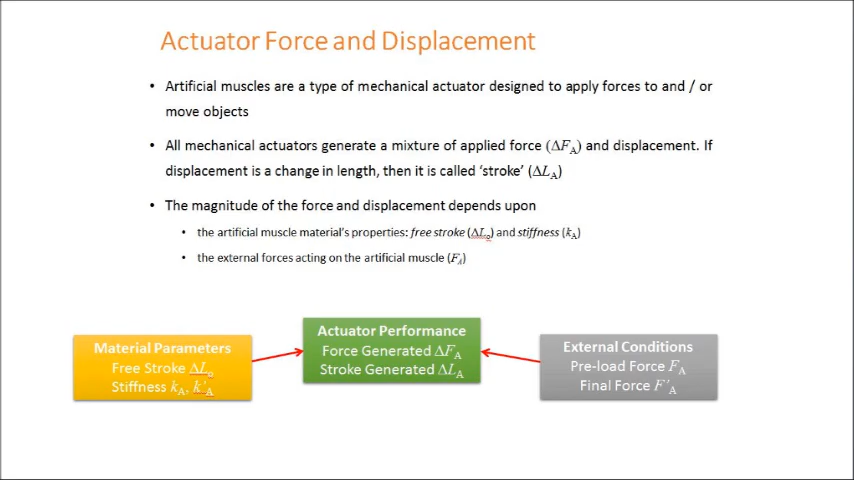 Actuator Force and Displacement
• Artificial muscles are a type of mechanical actuator designed to apply forces to and / or
move objects
• All mechanical actuators generate a mixture of applied force (ΔF_A) and displacement. If
displacement is a change in length, then it is called ‘stroke’ (ΔL_A)
• The magnitude of the force and displacement depends upon
• the artificial muscle material’s properties: free stroke (ΔL_o) and stiffness (k_A)
• the external forces acting on the artificial muscle (F_A)
Material Parameters
Free Stroke ΔL_o
Stiffness k_A, k'_A
Actuator Performance
Force Generated ΔF_A
Stroke Generated ΔL_A
External Conditions
Pre-load Force F_A
Final Force F'_A